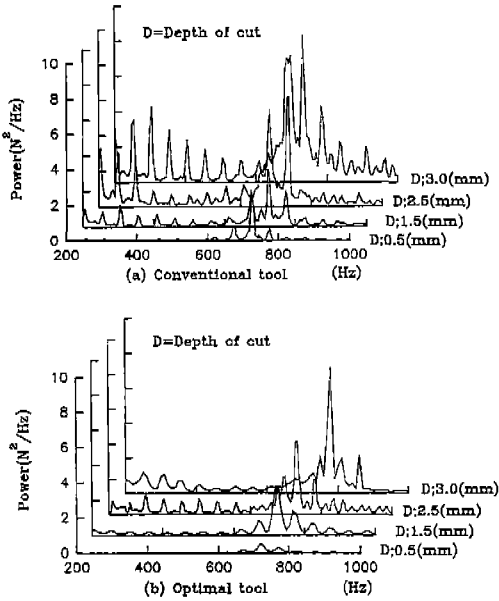 D=Depth of cut
Power(N²/Hz)
10
8
6
4
2
0
D;3.0(mm)
D;2.5(mm)
D;1.5(mm)
D;0.5(mm)
200 400 600 800 1000
(a) Conventional tool (Hz)
D=Depth of cut
Power(N²/Hz)
10
8
6
4
2
0
D;3.0(mm)
D;2.5(mm)
D;1.5(mm)
D;0.5(mm)
200 400 600 800 1000
(b) Optimal tool (Hz)